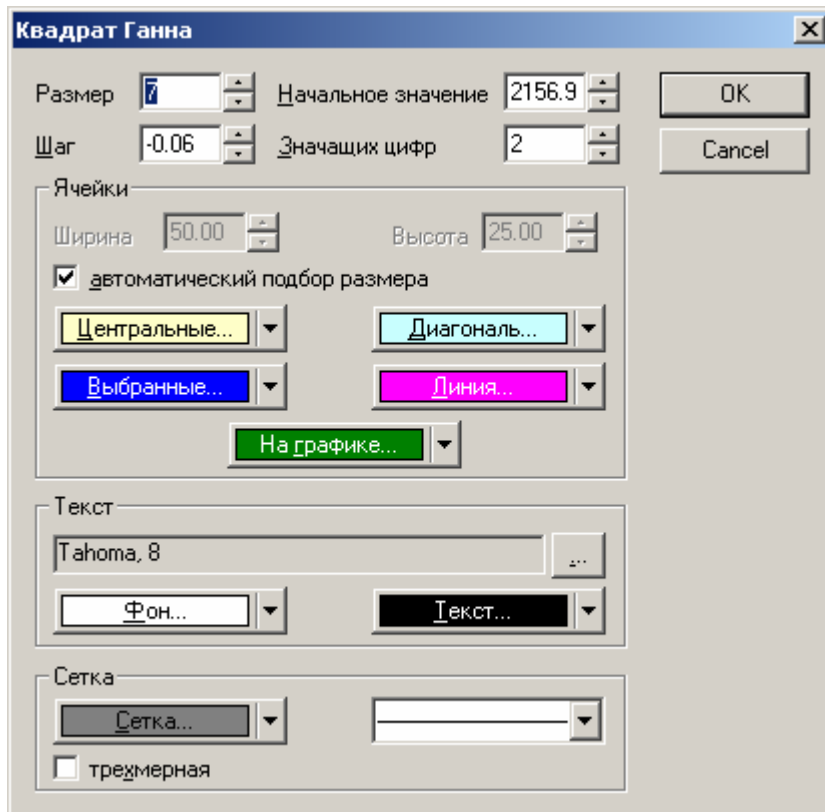 Квадрат Ганна
Размер 7 Начальное значение 2156.9 OK
Шаг -0.06 Значащих цифр 2 Cancel
Ячейки
Ширина 50.00 Высота 25.00
автоматический подбор размера
Центральные... Диагональ...
Выбранные... Линия...
На графике...
Текст
Tahoma, 8 ...
Фон... Текст...
Сетка
Сетка...
трехмерная